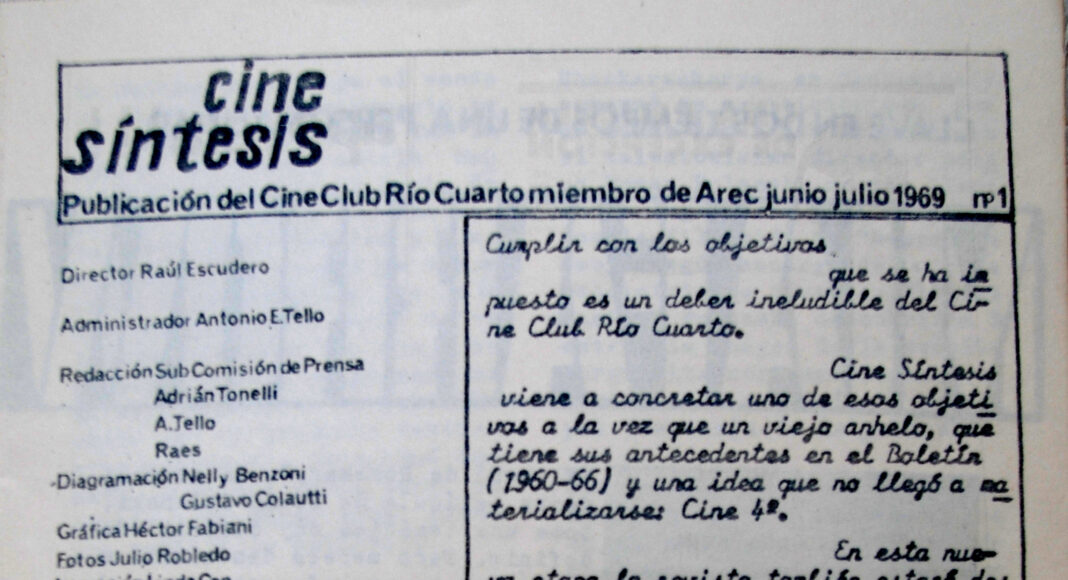 cine
síntesis
Publicación del CineClub Río Cuarto miembro de Arec junio julio 1969 nº1
Director Raúl Escudero
Administrador Antonio E.Tello
Redacción Sub Comisión de Prensa
Adrián Tonelli
A.Tello
Raes
Diagramación Nelly Benzoni
Gustavo Colautti
Gráfica Héctor Fabiani
Fotos Julio Robledo
Cumplir con los objetivos
que se ha im
puesto es un deber ineludible del Ci-
ne Club Río Cuarto.
Cine Síntesis
viene a concretar uno de esos objeti
vos a la vez que un viejo anhelo, que
tiene sus antecedentes en el Boletín
(1960-66) y una idea que no llegó a ma
terializarse: Cine 4º.
En esta nue-